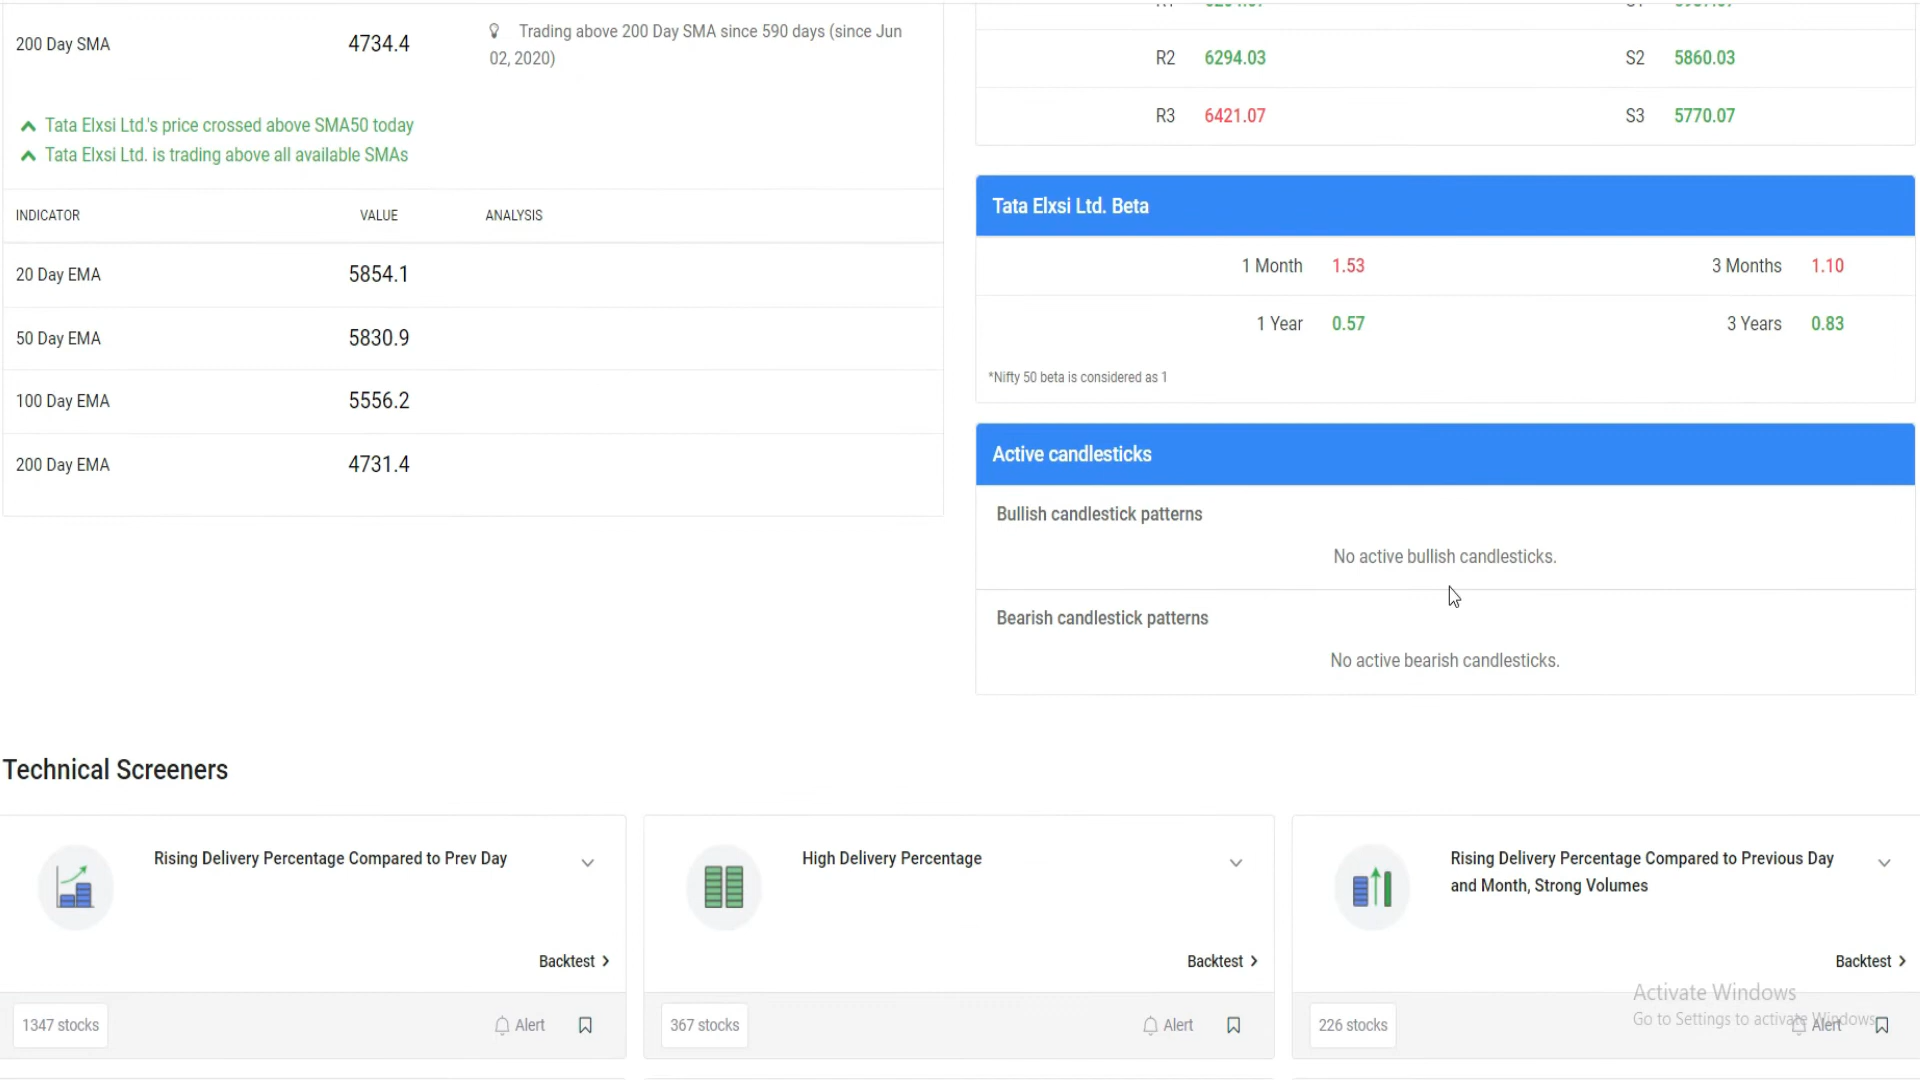 200 Day SMA 4734.4 Trading above 200 Day SMA since 590 days (since Jun
02, 2020)
Tata Elxsi Ltd.'s price crossed above SMA50 today
Tata Elxsi Ltd. is trading above all available SMAs
INDICATOR VALUE ANALYSIS
20 Day EMA 5854.1
50 Day EMA 5830.9
100 Day EMA 5556.2
200 Day EMA 4731.4
R2 6294.03 S2 5860.03
R3 6421.07 S3 5770.07
Tata Elxsi Ltd. Beta
1 Month 1.53 3 Months 1.10
1 Year 0.57 3 Years 0.83
*Nifty 50 beta is considered as 1
Active candlesticks
Bullish candlestick patterns
No active bullish candlesticks.
Bearish candlestick patterns
No active bearish candlesticks.
Technical Screeners
Rising Delivery Percentage Compared to Prev Day
Backtest
1347 stocks Alert
High Delivery Percentage
Backtest
367 stocks Alert
Rising Delivery Percentage Compared to Previous Day
and Month, Strong Volumes
Backtest
226 stocks Alert
Activate Windows
Go to Settings to activate Windows.